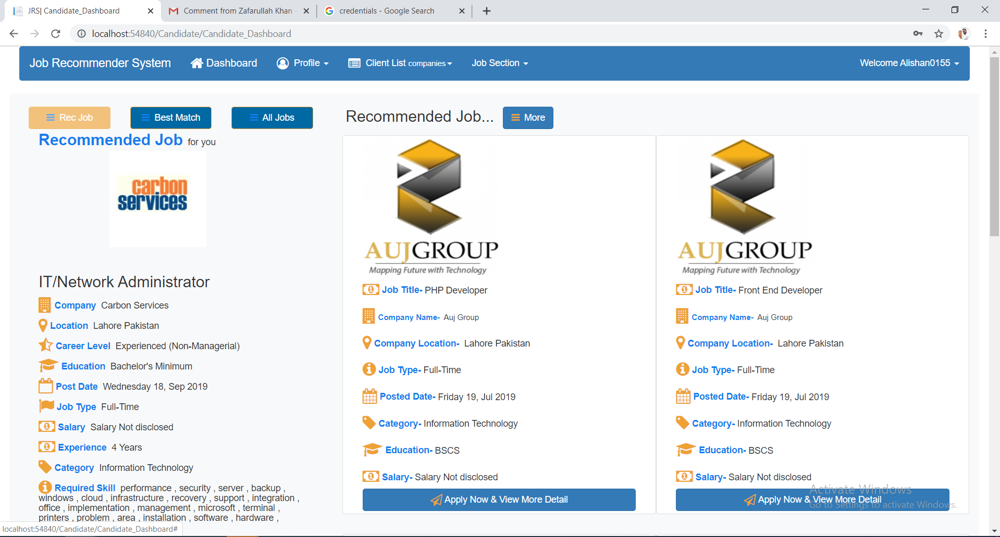 JRS| Candidate_Dashboard
Comment from Zafarullah Khan -
credentials - Google Search
localhost:54840/Candidate/Candidate_Dashboard
Job Recommender System
Dashboard
Profile
Client List companies
Job Section
Welcome Alishan0155
Rec Job
Best Match
All Jobs
Recommended Job for you
carbon
services
IT/Network Administrator
Company Carbon Services
Location Lahore Pakistan
Career Level Experienced (Non-Managerial)
Education Bachelor's Minimum
Post Date Wednesday 18, Sep 2019
Job Type Full-Time
Salary Salary Not disclosed
Experience 4 Years
Category Information Technology
Required Skill performance , security , server , backup ,
windows , cloud , infrastructure , recovery , support , integration ,
office , implementation , management , microsoft , terminal ,
printers , problem , area , installation , software , hardware ,
Recommended Job...
More
AUJGROUP
Mapping Future with Technology
Job Title- PHP Developer
Company Name- Auj Group
Company Location- Lahore Pakistan
Job Type- Full-Time
Posted Date- Friday 19, Jul 2019
Category- Information Technology
Education- BSCS
Salary- Salary Not disclosed
Apply Now & View More Detail
AUJGROUP
Mapping Future with Technology
Job Title- Front End Developer
Company Name- Auj Group
Company Location- Lahore Pakistan
Job Type- Full-Time
Posted Date- Friday 19, Jul 2019
Category- Information Technology
Education- BSCS
Salary- Salary Not disclosed
Apply Now & View More Detail
Activate Windows
Go to Settings to activate Windows.
localhost:54840/Candidate/Candidate_Dashboard#